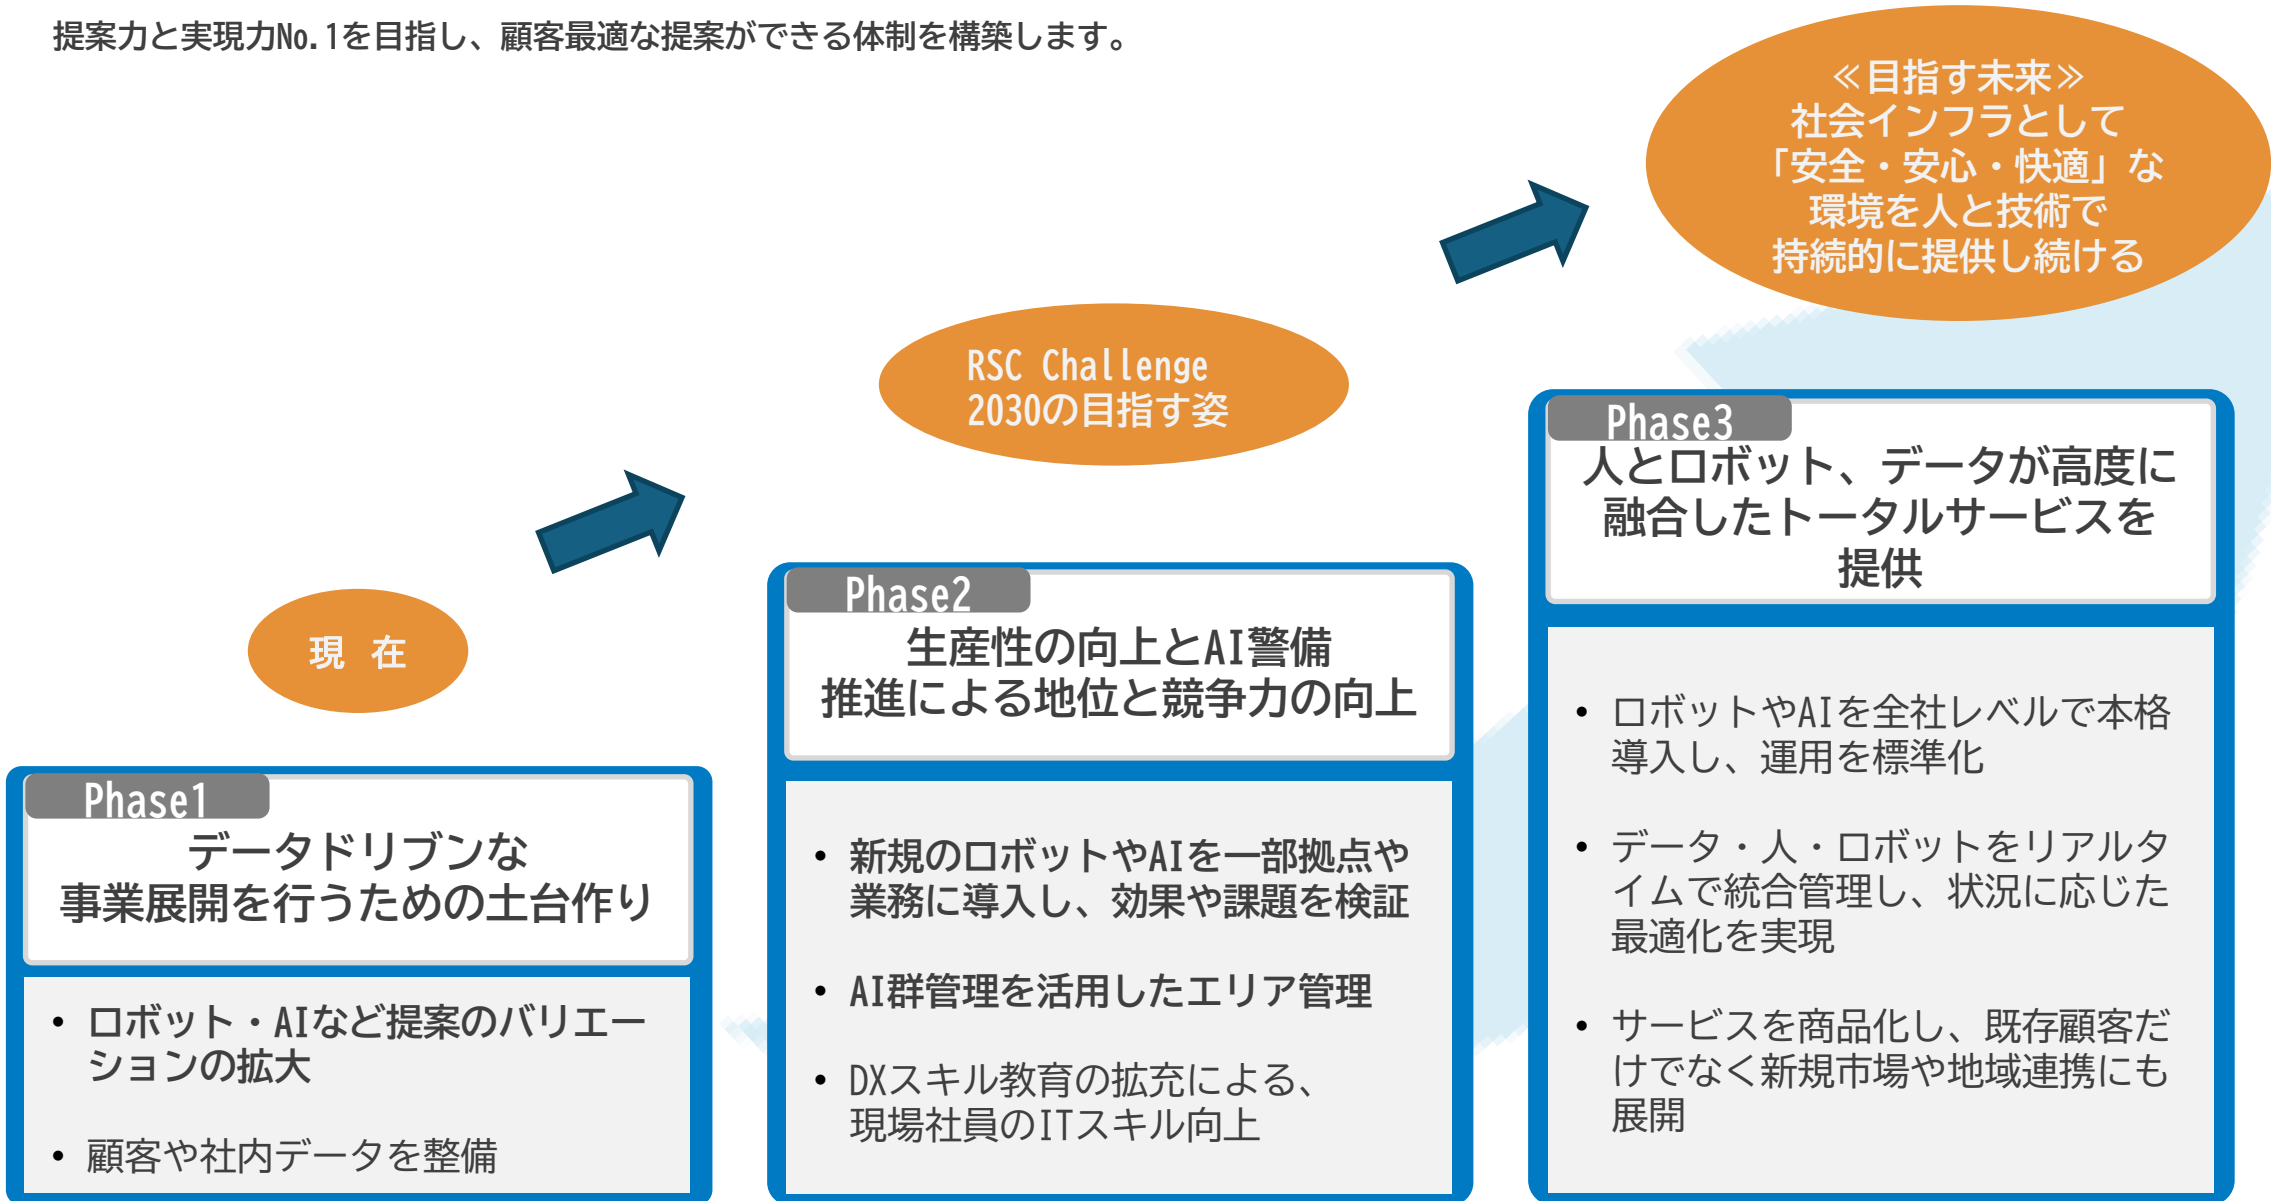 提案力と実現力No.1を目指し、顧客最適な提案ができる体制を構築します。
現 在
Phase1
データドリブンな
事業展開を行うための土台作り
• ロボット・AIなど提案のバリエー
ションの拡大
• 顧客や社内データを整備
RSC Challenge
2030の目指す姿
Phase2
生産性の向上とAI警備
推進による地位と競争力の向上
• 新規のロボットやAIを一部拠点や
業務に導入し、効果や課題を検証
• AI群管理を活用したエリア管理
• DXスキル教育の拡充による、
現場社員のITスキル向上
≪目指す未来≫
社会インフラとして
「安全・安心・快適」な
環境を人と技術で
持続的に提供し続ける
Phase3
人とロボット、データが高度に
融合したトータルサービスを
提供
• ロボットやAIを全社レベルで本格
導入し、運用を標準化
• データ・人・ロボットをリアルタ
イムで統合管理し、状況に応じた
最適化を実現
• サービスを商品化し、既存顧客だ
けでなく新規市場や地域連携にも
展開